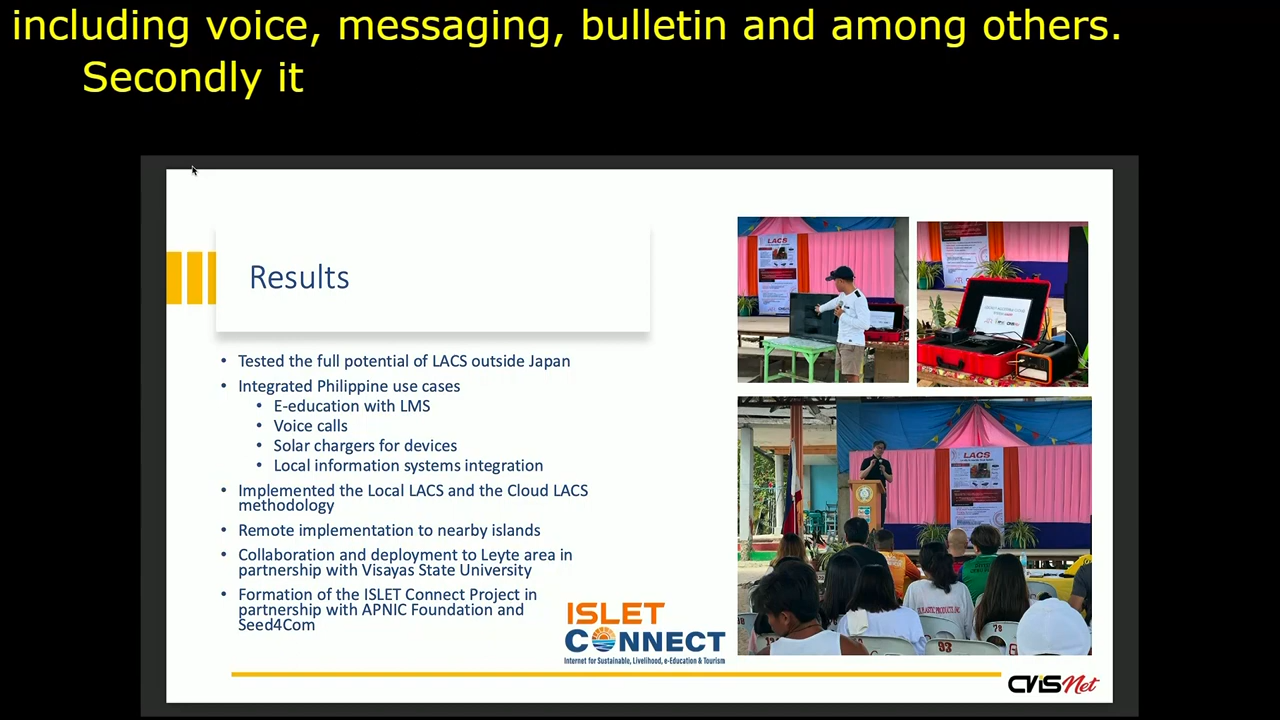 including voice, messaging, bulletin and among others.
Secondly it
Results
• Tested the full potential of LACS outside Japan
• Integrated Philippine use cases
• E-education with LMS
• Voice calls
• Solar chargers for devices
• Local information systems integration
• Implemented the Local LACS and the Cloud LACS
methodology
• Remote implementation to nearby islands
• Collaboration and deployment to Leyte area in
partnership with Visayas State University
• Formation of the ISLET Connect Project in
partnership with APNIC Foundation and
Seed4Com
ISLET
CONNECT
Internet for Sustainable, Livelihood, e-Education & Tourism
LACS
LACS
93
79
CVISNet